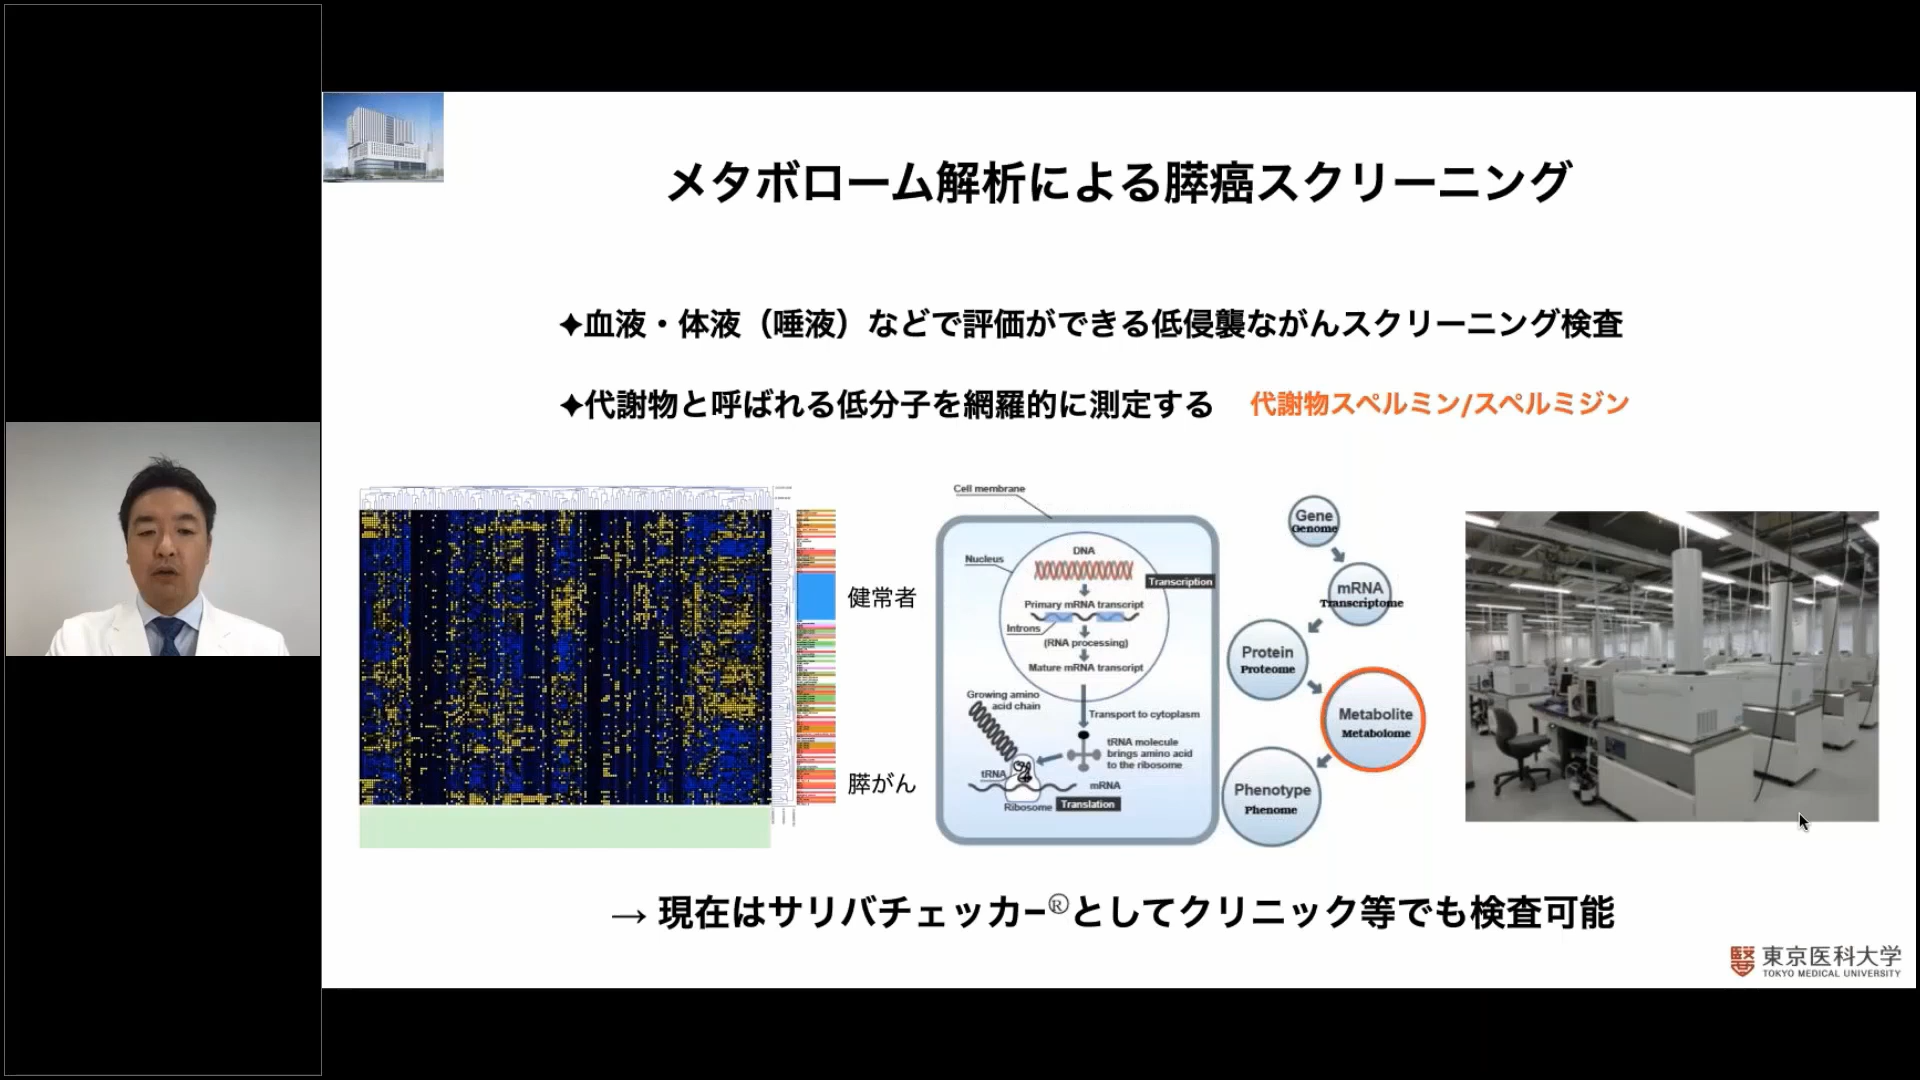 メタボローム解析による膵癌スクリーニング
✦血液・体液（唾液）などで評価ができる低侵襲ながんスクリーニング検査
✦代謝物と呼ばれる低分子を網羅的に測定する 代謝物スペルミン/スペルミジン
健常者
膵がん
Cell membrane
Nucleus
DNA
Transcription
Primary mRNA transcript
Introns
(RNA processing)
Mature mRNA transcript
Growing amino
acid chain
Transport to cytoplasm
tRNA molecule
brings amino acid
to the ribosome
tRNA
mRNA
Ribosome
Translation
Gene
Genome
mRNA
Transcriptome
Protein
Proteome
Metabolite
Metabolome
Phenotype
Phenome
→ 現在はサリバチェッカー®としてクリニック等でも検査可能
東京医科大学
TOKYO MEDICAL UNIVERSITY